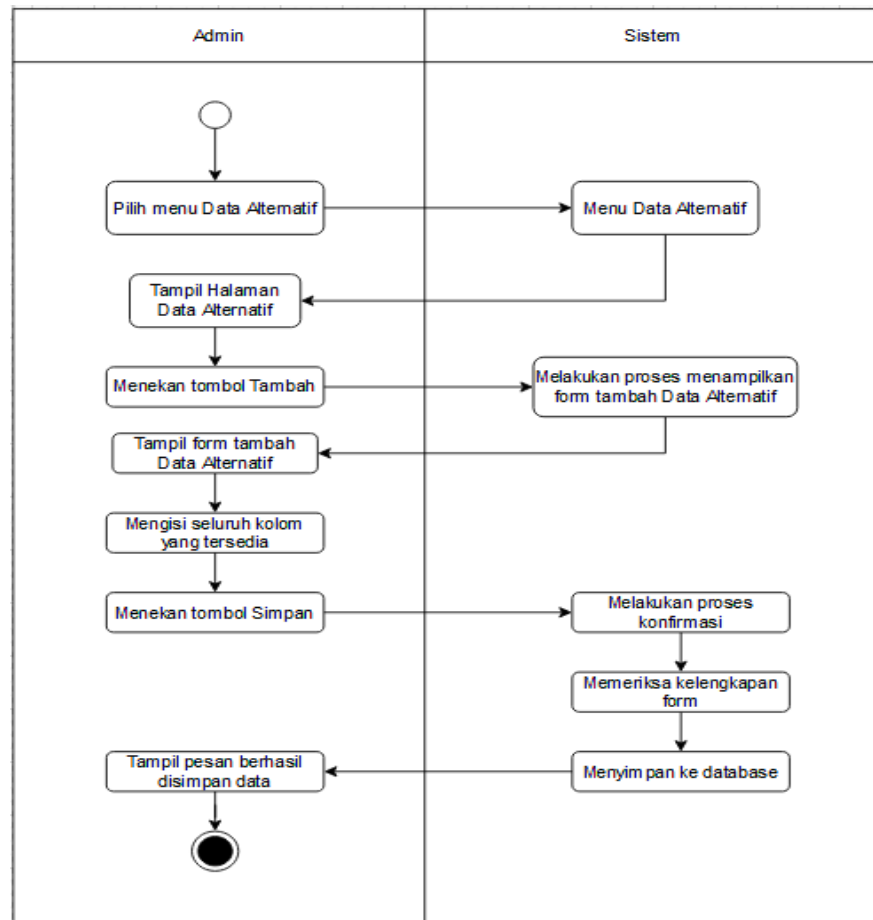 Admin
Sistem
Pilih menu Data Alternatif
Menu Data Alternatif
Tampil Halaman
Data Alternatif
Menekan tombol Tambah
Melakukan proses menampilkan
form tambah Data Alternatif
Tampil form tambah
Data Alternatif
Mengisi seluruh kolom
yang tersedia
Menekan tombol Simpan
Melakukan proses
konfirmasi
Memeriksa kelengkapan
form
Menyimpan ke database
Tampil pesan berhasil
disimpan data